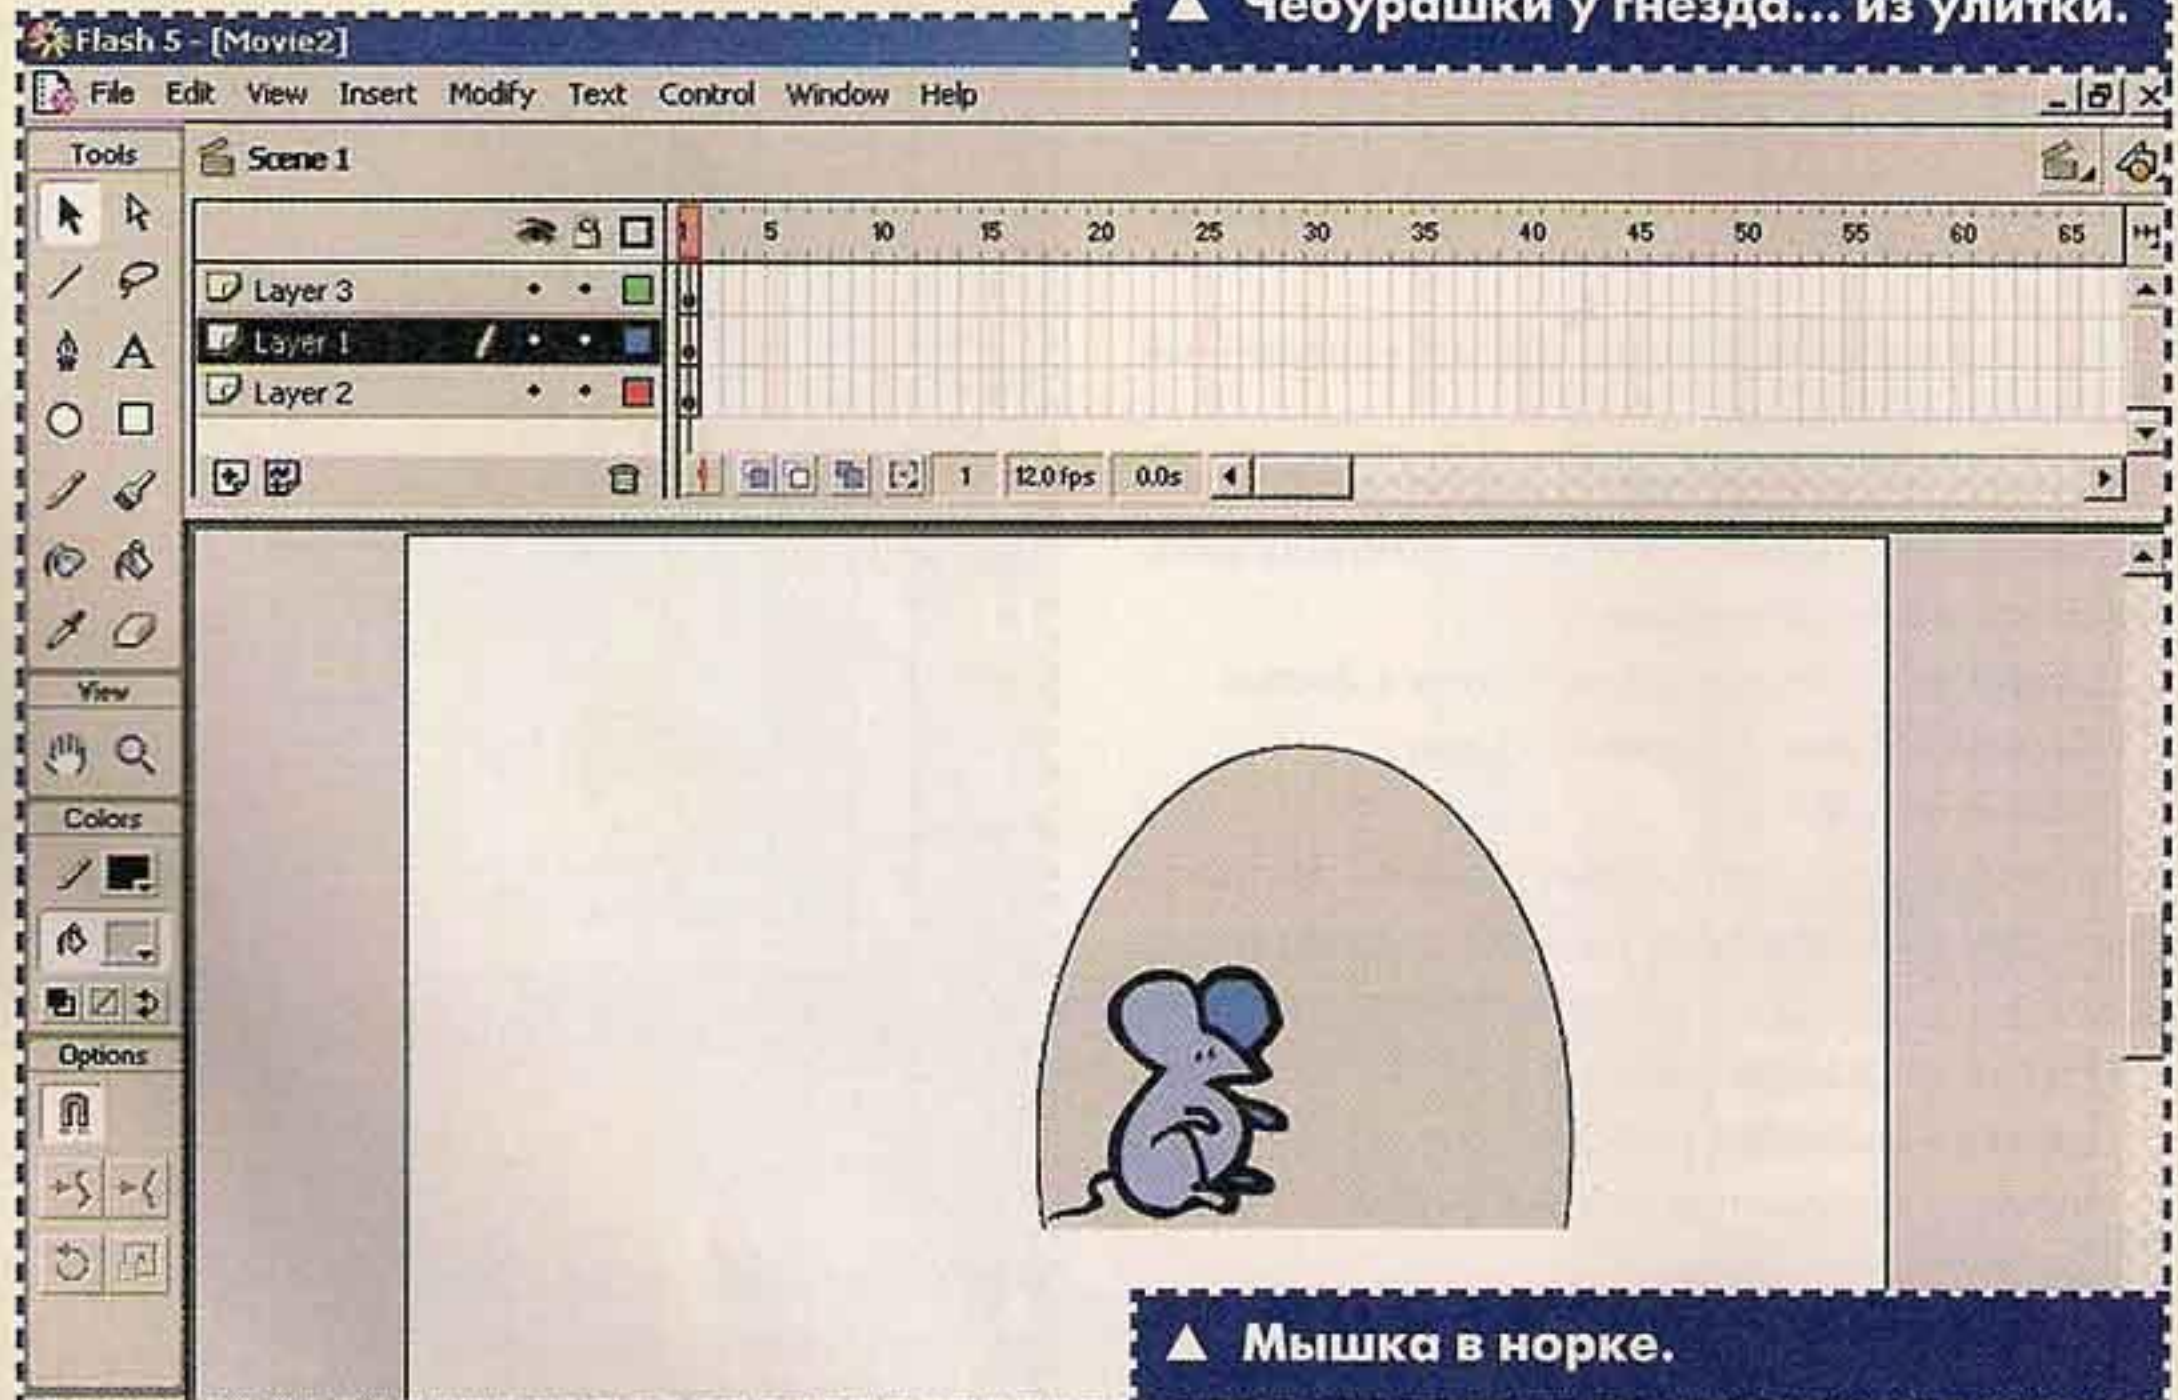 ▲ Чебурашки у гнезда... из улитки.
Flash 5 - [Movie2]
File Edit View Insert Modify Text Control Window Help
Tools
Scene 1
1 5 10 15 20 25 30 35 40 45 50 55 60 65
Layer 3
Layer 1
Layer 2
1 12.0 fps 0.0s
View
Colors
Options
▲ Мышка в норке.